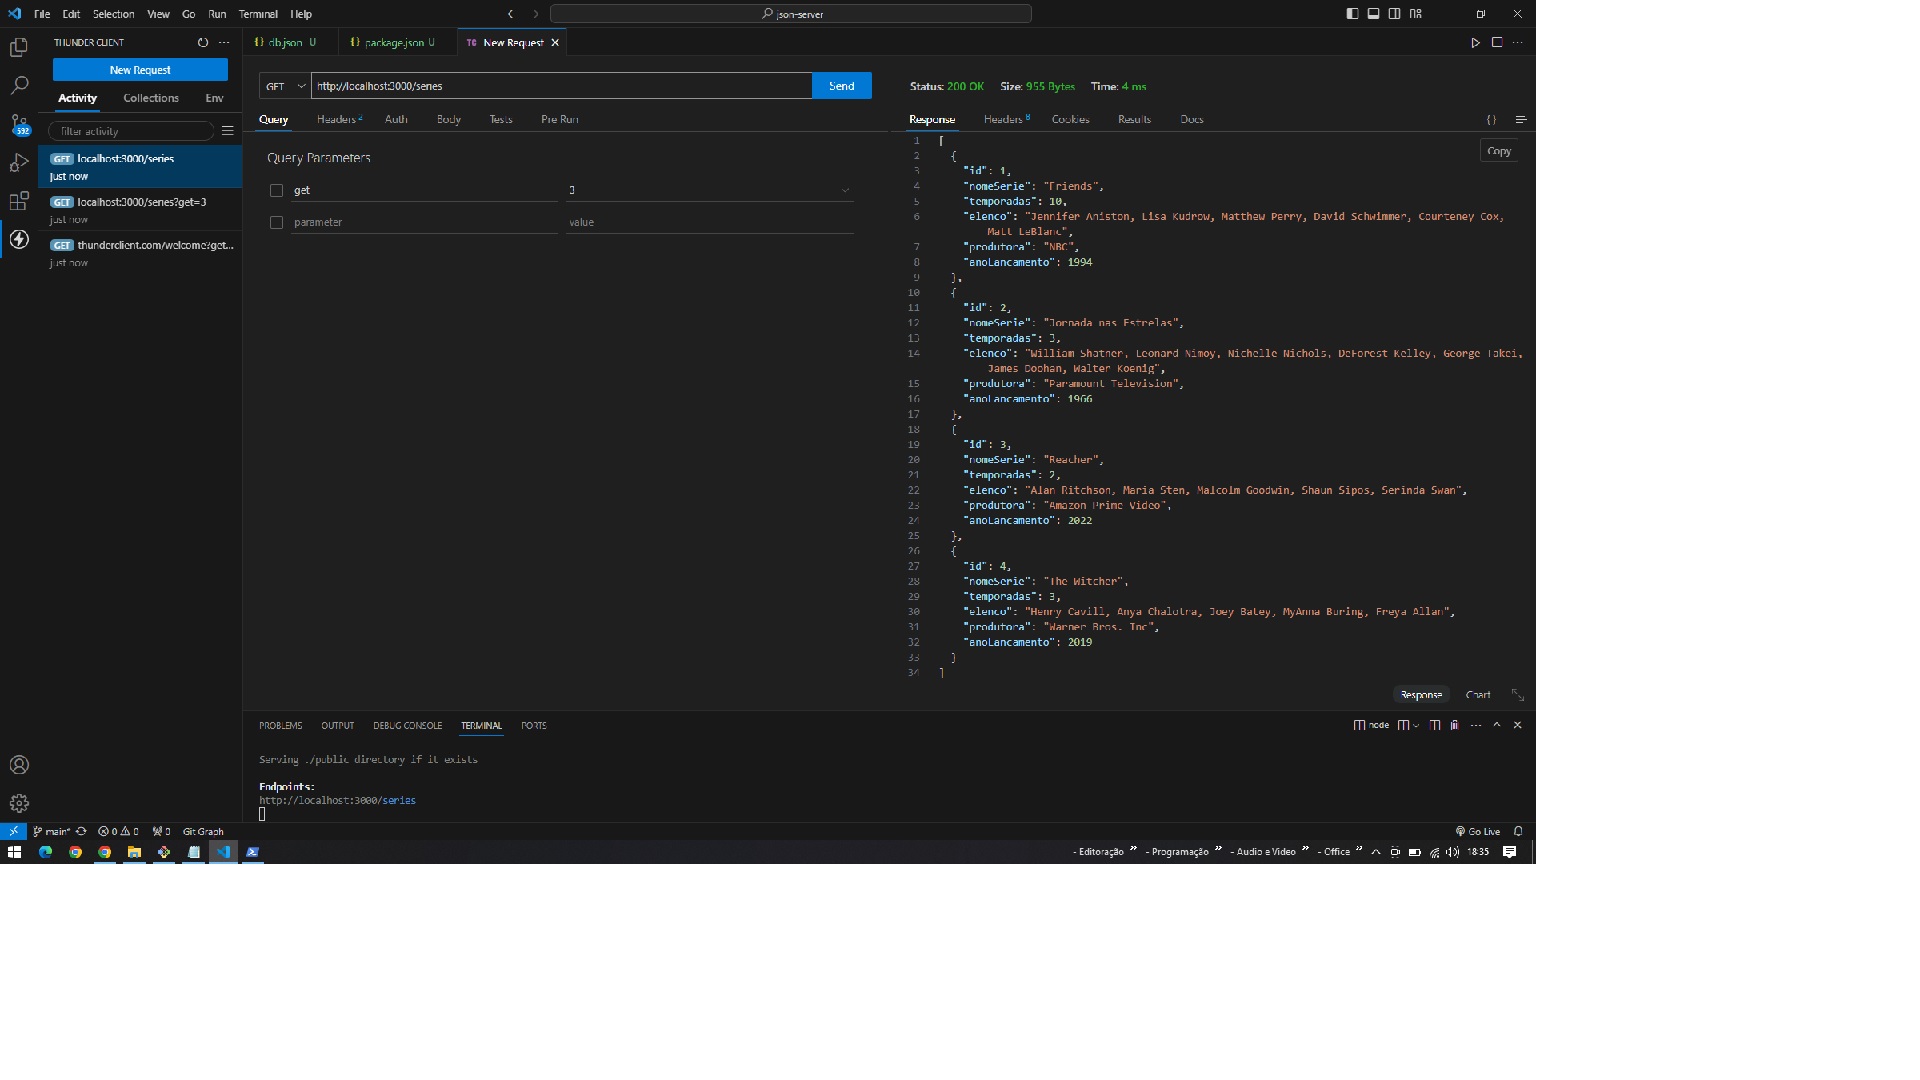 File Edit Selection View Go Run Terminal Help
json-server
THUNDER CLIENT
New Request
Activity Collections Env
filter activity
GET localhost:3000/series
just now
GET localhost:3000/series?get=3
just now
GET thunderclient.com/welcome?get...
just now
592
{} db.json U
{} package.json U
TC New Request
GET http://localhost:3000/series Send
Query Headers 2 Auth Body Tests Pre Run
Query Parameters
get 3
parameter value
Status: 200 OK Size: 955 Bytes Time: 4 ms
Response Headers 8 Cookies Results Docs
{}
Copy
1 [
2 {
3 "id": 1,
4 "nomeSerie": "Friends",
5 "temporadas": 10,
6 "elenco": "Jennifer Aniston, Lisa Kudrow, Matthew Perry, David Schwimmer, Courteney Cox,
Matt LeBlanc",
7 "produtora": "NBC",
8 "anoLancamento": 1994
9 },
10 {
11 "id": 2,
12 "nomeSerie": "Jornada nas Estrelas",
13 "temporadas": 3,
14 "elenco": "William Shatner, Leonard Nimoy, Nichelle Nichols, DeForest Kelley, George Takei,
James Doohan, Walter Koenig",
15 "produtora": "Paramount Television",
16 "anoLancamento": 1966
17 },
18 {
19 "id": 3,
20 "nomeSerie": "Reacher",
21 "temporadas": 2,
22 "elenco": "Alan Ritchson, Maria Sten, Malcolm Goodwin, Shaun Sipos, Serinda Swan",
23 "produtora": "Amazon Prime Video",
24 "anoLancamento": 2022
25 },
26 {
27 "id": 4,
28 "nomeSerie": "The Witcher",
29 "temporadas": 3,
30 "elenco": "Henry Cavill, Anya Chalotra, Joey Batey, MyAnna Buring, Freya Allan",
31 "produtora": "Warner Bros. Inc",
32 "anoLancamento": 2019
33 }
34 ]
Response Chart
PROBLEMS OUTPUT DEBUG CONSOLE TERMINAL PORTS
node
Serving ./public directory if it exists
Endpoints:
http://localhost:3000/series
main* 0 0 0 Git Graph
Go Live
- Editoração - Programação - Audio e Video - Office 18:35